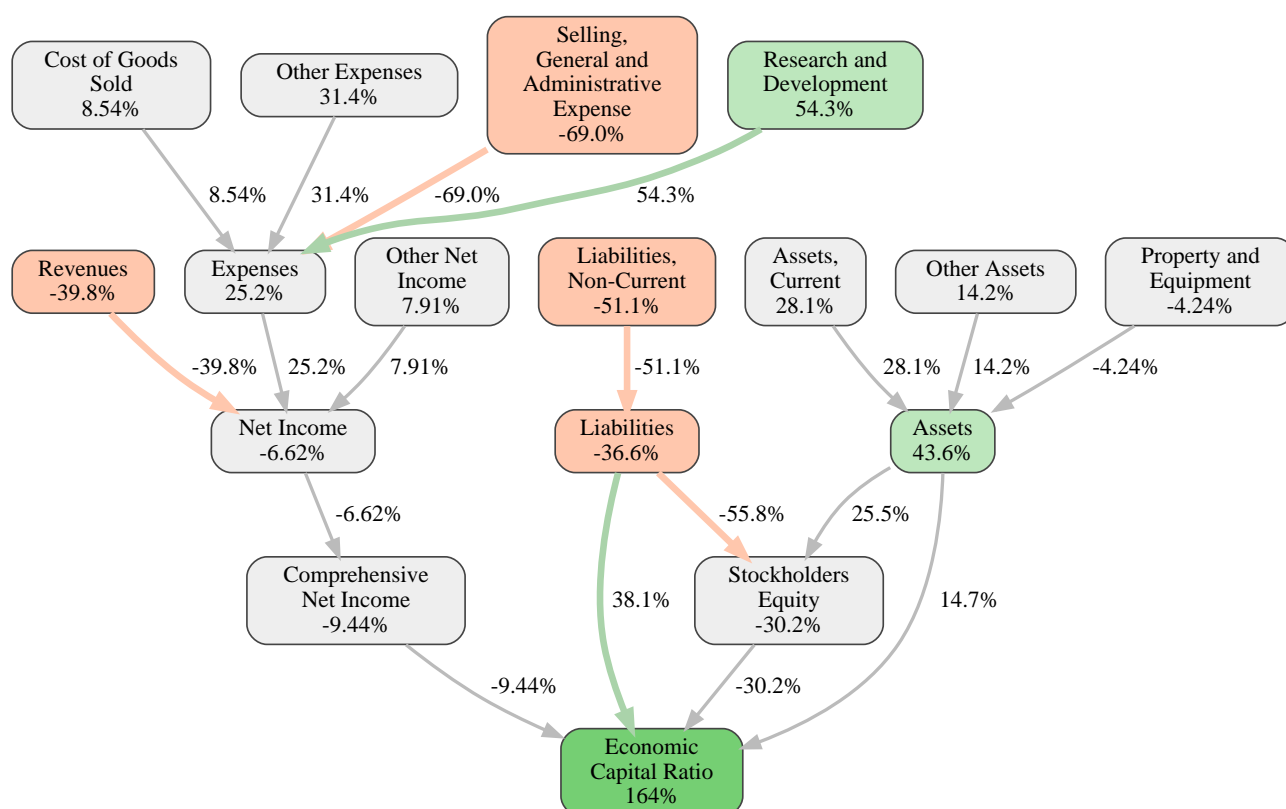 Cost of Goods
Sold
8.54%
Other Expenses
31.4%
Selling,
General and
Administrative
Expense
-69.0%
Research and
Development
54.3%
8.54%
31.4%
-69.0%
54.3%
Revenues
-39.8%
Expenses
25.2%
Other Net
Income
7.91%
Liabilities,
Non-Current
-51.1%
Assets,
Current
28.1%
Other Assets
14.2%
Property and
Equipment
-4.24%
-39.8%
25.2%
7.91%
-51.1%
28.1%
14.2%
-4.24%
Net Income
-6.62%
Liabilities
-36.6%
Assets
43.6%
-6.62%
-55.8%
25.5%
Comprehensive
Net Income
-9.44%
38.1%
Stockholders
Equity
-30.2%
14.7%
-9.44%
-30.2%
Economic
Capital Ratio
164%